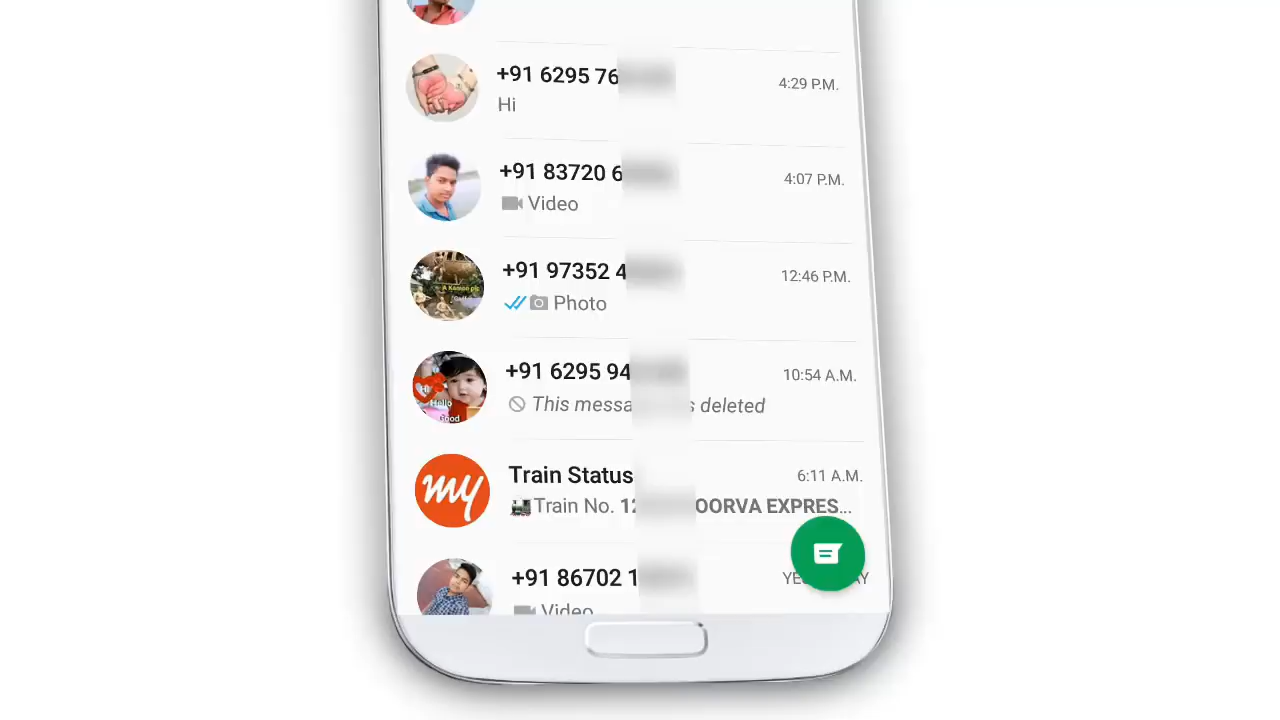 +91 6295 76
4:29 P.M.
Hi
+91 83720 6
4:07 P.M.
Video
+91 97352 4
12:46 P.M.
Photo
+91 6295 94
10:54 A.M.
This messa s deleted
Hello
Good
my
Train Status
6:11 A.M.
Train No. 12 OORVA EXPRES...
+91 86702 1
Video